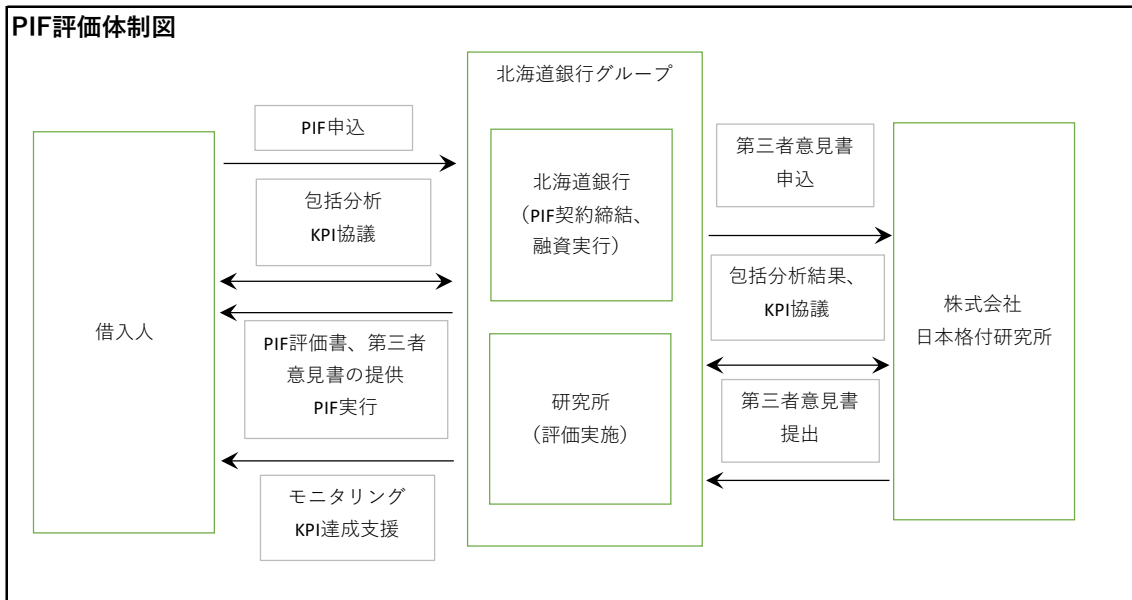 PIF評価体制図
北海道銀行グループ
PIF申込
包括分析
KPI協議
借入人
PIF評価書、第三者
意見書の提供
PIF実行
モニタリング
KPI達成支援
北海道銀行
（PIF契約締結、
融資実行）
研究所
（評価実施）
第三者意見書
申込
包括分析結果、
KPI協議
第三者意見書
提出
株式会社
日本格付研究所